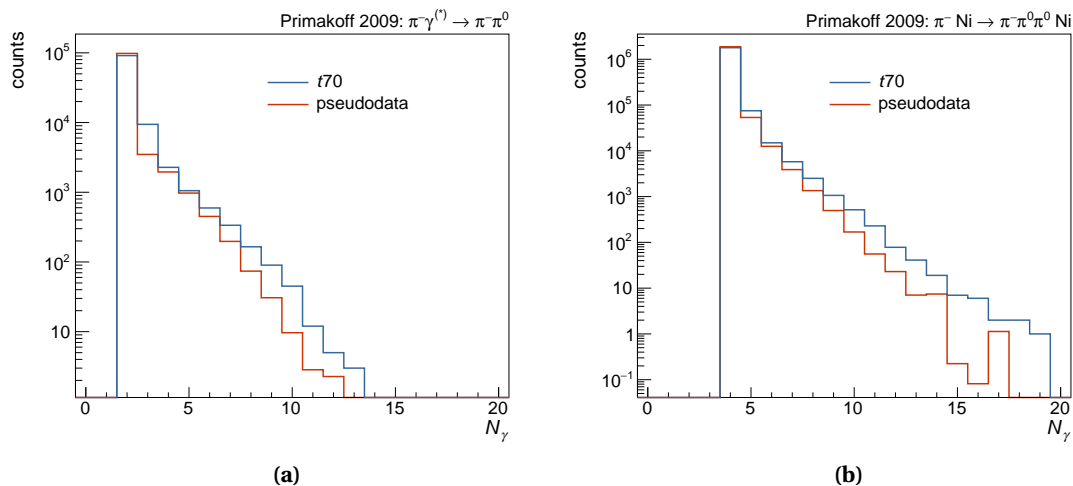 Primakoff 2009: π⁻γ⁽*⁾ → π⁻π⁰
counts
10⁵
10⁴
10³
10²
10
t70
pseudodata
0 5 10 15 20
N_γ
(a)
Primakoff 2009: π⁻ Ni → π⁻π⁰π⁰ Ni
counts
10⁶
10⁵
10⁴
10³
10²
10
1
10⁻¹
t70
pseudodata
0 5 10 15 20
N_γ
(b)